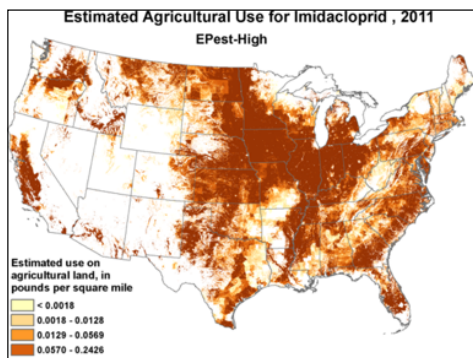 Estimated Agricultural Use for Imidacloprid , 2011
EPest-High
Estimated use on
agricultural land, in
pounds per square mile
< 0.0018
0.0018 - 0.0128
0.0129 - 0.0569
0.0570 - 0.2426